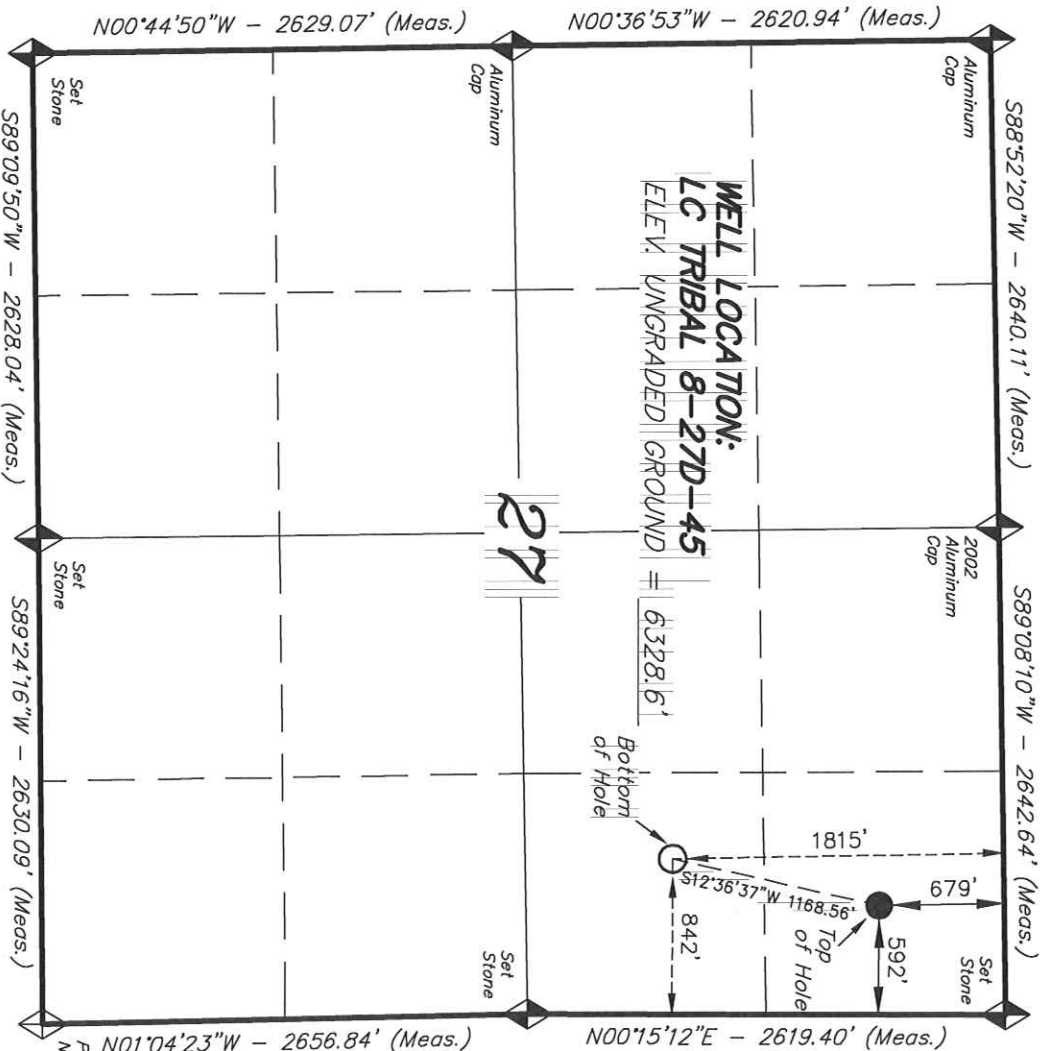 N00°44'50"W – 2629.07' (Meas.)
N00°36'53"W – 2620.94' (Meas.)
S88°52'20"W – 2640.11' (Meas.)
S89°08'10"W – 2642.64' (Meas.)
Aluminum
Cap
2002
Aluminum
Cap
Set
Stone
Aluminum
Cap
Set
Stone
Set
Stone
Set
Stone
WELL LOCATION:
LC TRIBAL 8–27D–45
ELEV. UNGRADED GROUND = 6328.6'
27
Bottom
of Hole
Top
of Hole
1815'
679'
S12°36'37"W 1168.56'
842'
592'
S89°09'50"W – 2628.04' (Meas.)
S89°24'16"W – 2630.09' (Meas.)
N01°04'23"W – 2656.84' (Meas.)
N00°15'12"E – 2619.40' (Meas.)